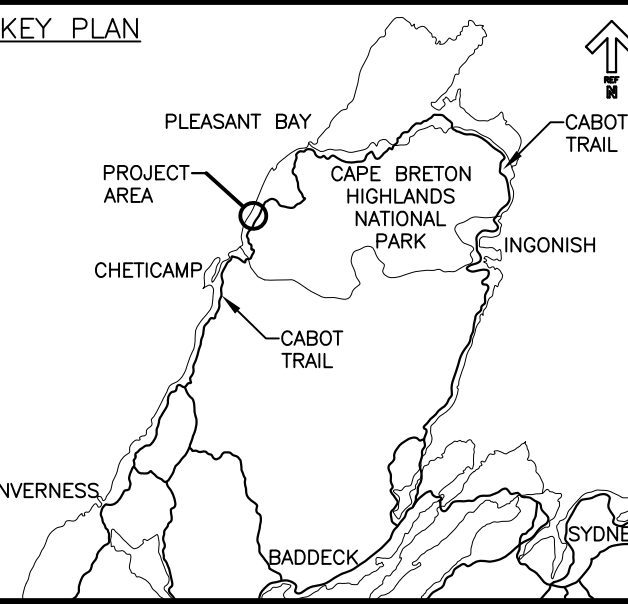 KEY PLAN
REF
N
PLEASANT BAY
CABOT
TRAIL
PROJECT
AREA
CAPE BRETON
HIGHLANDS
NATIONAL
PARK
INGONISH
CHETICAMP
CABOT
TRAIL
NVERNESS
SYDNE
BADDECK